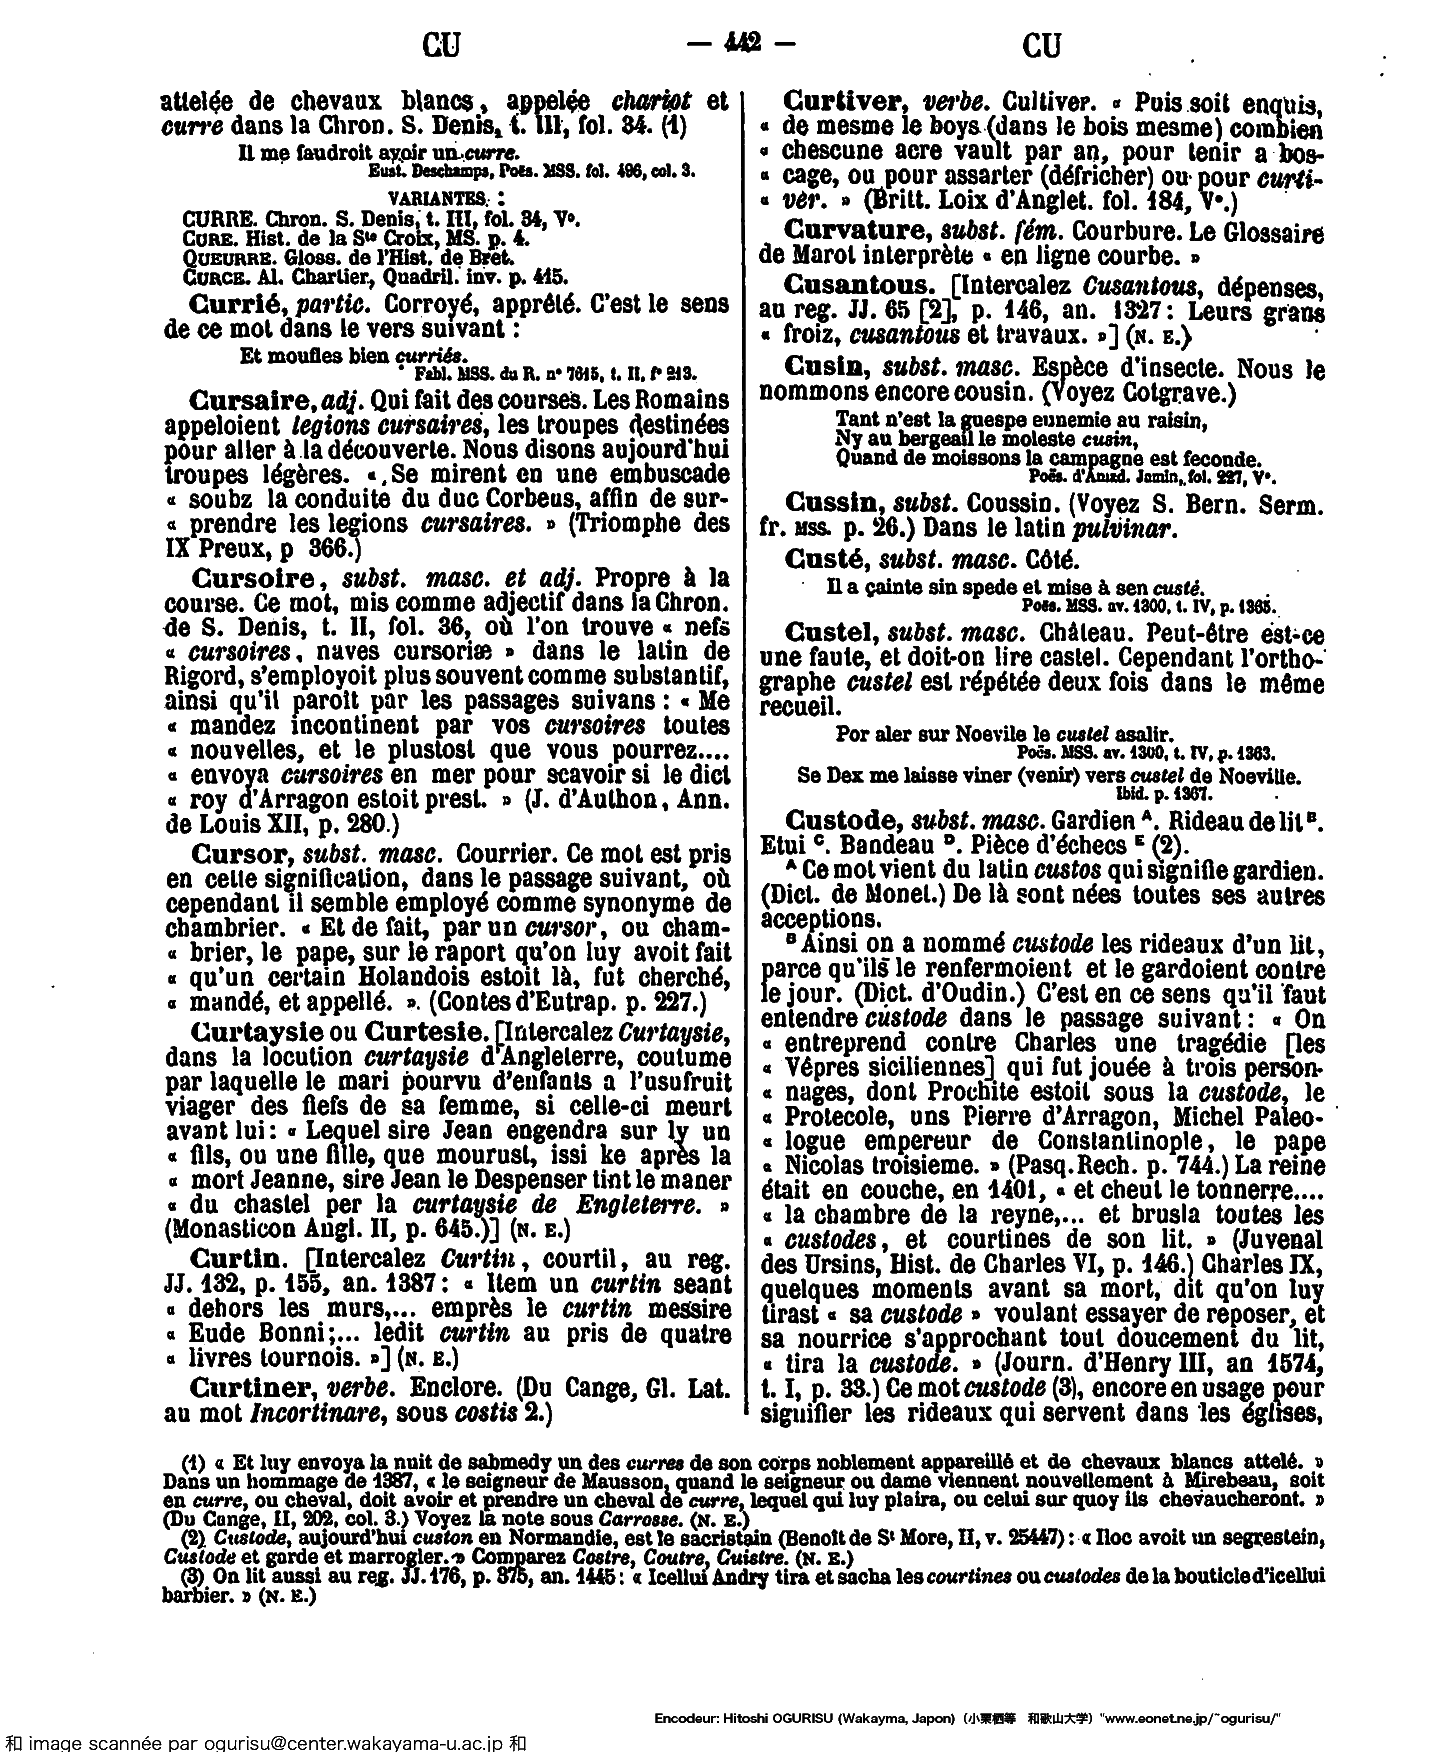 CU — 442 — CU
attelée de chevaux blancs, appelée chariot et
curre dans la Chron. S. Denis, t. III, fol. 34. (1)
Il me faudroit avoir un curre.
Eust. Deschamps, Poës. MSS. fol. 496, col. 3.
VARIANTES :
CURRE. Chron. S. Denis, t. III, fol. 34, V°.
CURE. Hist. de la Ste Croix, MS. p. 4.
QUEURRE. Gloss. de l'Hist. de Bret.
CURCE. Al. Chartier, Quadril. inv. p. 415.
Currié, partic. Corroyé, apprêté. C'est le sens
de ce mot dans le vers suivant :
Et moufles bien curriés.
Fabl. MSS. du R. n° 7615, t. II, f° 213.
Cursaire, adj. Qui fait des courses. Les Romains
appeloient legions cursaires, les troupes destinées
pour aller à la découverte. Nous disons aujourd'hui
troupes légères. « Se mirent en une embuscade
« soubz la conduite du duc Corbeus, affin de sur-
« prendre les legions cursaires. » (Triomphe des
IX Preux, p 366.)
Cursoire, subst. masc. et adj. Propre à la
course. Ce mot, mis comme adjectif dans la Chron.
de S. Denis, t. II, fol. 36, où l'on trouve « nefs
« cursoires, naves cursoriæ » dans le latin de
Rigord, s'employoit plus souvent comme substantif,
ainsi qu'il paroît par les passages suivans : « Me
« mandez incontinent par vos cursoires toutes
« nouvelles, et le plustost que vous pourrez....
« envoya cursoires en mer pour scavoir si le dict
« roy d'Arragon estoit prest. » (J. d'Authon, Ann.
de Louis XII, p. 280.)
Cursor, subst. masc. Courrier. Ce mot est pris
en cette signification, dans le passage suivant, où
cependant il semble employé comme synonyme de
chambrier. « Et de fait, par un cursor, ou cham-
« brier, le pape, sur le raport qu'on luy avoit fait
« qu'un certain Holandois estoit là, fut cherché,
« mandé, et appellé. » (Contes d'Eutrap. p. 227.)
Curtaysie ou Curtesie. [Intercalez Curtaysie,
dans la locution curtaysie d'Angleterre, coutume
par laquelle le mari pourvu d'enfants a l'usufruit
viager des fiefs de sa femme, si celle-ci meurt
avant lui : « Lequel sire Jean engendra sur ly un
« fils, ou une fille, que mourust, issi ke après la
« mort Jeanne, sire Jean le Despenser tint le maner
« du chastel per la curtaysie de Engleterre. »
(Monasticon Angl. II, p. 645.)] (N. E.)
Curtin. [Intercalez Curtin, courtil, au reg.
JJ. 132, p. 155, an. 1387 : « Item un curtin seant
« dehors les murs,... emprès le curtin messire
« Eude Bonni ;... ledit curtin au pris de quatre
« livres tournois. »] (N. E.)
Curtiner, verbe. Enclore. (Du Cange, Gl. Lat.
au mot Incortinare, sous costis 2.)
Curtiver, verbe. Cultiver. « Puis soit enquis,
« de mesme le boys (dans le bois mesme) combien
« chescune acre vault par an, pour tenir a bos-
« cage, ou pour assarter (défricher) ou pour curti-
« ver. » (Britt. Loix d'Anglet. fol. 184, V°.)
Curvature, subst. fém. Courbure. Le Glossaire
de Marot interprète « en ligne courbe. »
Cusantous. [Intercalez Cusantous, dépenses,
au reg. JJ. 65 [2], p. 146, an. 1327 : Leurs grans
« froiz, cusantous et travaux. »] (N. E.)
Cusin, subst. masc. Espèce d'insecte. Nous le
nommons encore cousin. (Voyez Cotgrave.)
Tant n'est la guespe ennemie au raisin,
Ny au bergeail le moleste cusin,
Quand de moissons la campagne est feconde.
Poës. d'Amad. Jamin, fol. 227, V°.
Cussin, subst. Coussin. (Voyez S. Bern. Serm.
fr. MSS. p. 26.) Dans le latin pulvinar.
Custé, subst. masc. Côté.
Il a çainte sin spede et mise à sen custé.
Poës. MSS. av. 1300, t. IV, p. 1365.
Custel, subst. masc. Château. Peut-être est-ce
une faute, et doit-on lire castel. Cependant l'ortho-
graphe custel est répétée deux fois dans le même
recueil.
Por aler sur Noevile le custel asalir.
Poës. MSS. av. 1300, t. IV, p. 1363.
Se Dex me laisse viner (venir) vers custel de Noeville.
Ibid. p. 1367.
Custode, subst. masc. Gardien A. Rideau de lit B.
Etui C. Bandeau D. Pièce d'échecs E (2).
A Ce mot vient du latin custos qui signifie gardien.
(Dict. de Monet.) De là sont nées toutes ses autres
acceptions.
B Ainsi on a nommé custode les rideaux d'un lit,
parce qu'ils le renfermoient et le gardoient contre
le jour. (Dict. d'Oudin.) C'est en ce sens qu'il faut
entendre custode dans le passage suivant : « On
« entreprend contre Charles une tragédie [les
« Vêpres siciliennes] qui fut jouée à trois person-
« nages, dont Prochite estoit sous la custode, le
« Protecole, uns Pierre d'Arragon, Michel Paleo-
« logue empereur de Constantinople, le pape
« Nicolas troisieme. » (Pasq. Rech. p. 744.) La reine
était en couche, en 1401, « et cheut le tonnerre....
« la chambre de la reyne,... et brusla toutes les
« custodes, et courtines de son lit. » (Juvenal
des Ursins, Hist. de Charles VI, p. 146.) Charles IX,
quelques moments avant sa mort, dit qu'on luy
tirast « sa custode » voulant essayer de reposer, et
sa nourrice s'approchant tout doucement du lit,
« tira la custode. » (Journ. d'Henry III, an 1574,
t. I, p. 33.) Ce mot custode (3), encore en usage pour
signifier les rideaux qui servent dans les églises,
(1) « Et luy envoya la nuit de sabmedy un des curres de son corps noblement appareillé et de chevaux blancs attelé. »
Dans un hommage de 1387, « le seigneur de Mausson, quand le seigneur ou dame viennent nouvellement à Mirebeau, soit
en curre, ou cheval, doit avoir et prendre un cheval de curre, lequel qui luy plaira, ou celui sur quoy ils chevaucheront. »
(Du Cange, II, 202, col. 3.) Voyez la note sous Carrosse. (N. E.)
(2) Custode, aujourd'hui custon en Normandie, est le sacristain (Benoît de St More, II, v. 25447) : « Iloc avoit un segrestein,
Custode et garde et marrogler. » Comparez Costre, Coutre, Cuistre. (N. E.)
(3) On lit aussi au reg. JJ. 176, p. 375, an. 1445 : « Icellui Andry tira et sacha les courtines ou custodes de la bouticle d'icellui
barbier. » (N. E.)
Encodeur: Hitoshi OGURISU (Wakayma, Japon) (小栗栖等 和歌山大学) "www.eonet.ne.jp/~ogurisu/"
和 image scannée par ogurisu@center.wakayama-u.ac.jp 和